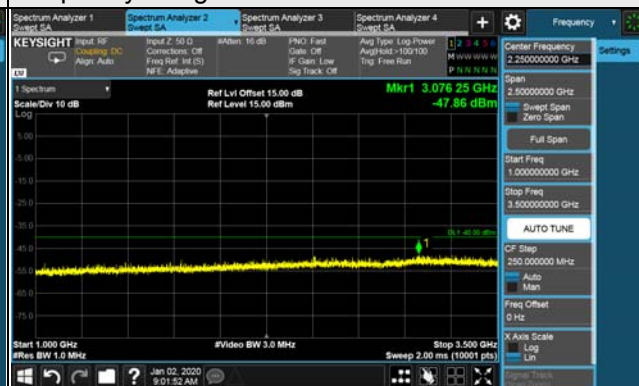 Spectrum Analyzer 1
Swept SA
Spectrum Analyzer 2
Swept SA
Spectrum Analyzer 3
Swept SA
Spectrum Analyzer 4
Swept SA
+
Frequency
KEYSIGHT
Input: RF
Coupling: DC
Align: Auto
Input Z: 50 Ω
Corrections: Off
Freq Ref: Int (S)
NFE: Adaptive
#Atten: 16 dB
PNO: Fast
Gate: Off
IF Gain: Low
Sig Track: Off
Avg Type: Log-Power
Avg|Hold:>100/100
Trig: Free Run
1 2 3 4 5 6
M W W W W W
P N N N N N
LXI
1 Spectrum
Scale/Div 10 dB
Log
Ref Lvl Offset 15.00 dB
Ref Level 15.00 dBm
Mkr1 3.076 25 GHz
-47.86 dBm
5.00
-5.00
-15.0
-25.0
-35.0
-45.0
-55.0
-65.0
-75.0
DL1 -40.00 dBm
1
Start 1.000 GHz
#Res BW 1.0 MHz
#Video BW 3.0 MHz
Stop 3.500 GHz
Sweep 2.00 ms (10001 pts)
Jan 02, 2020
9:01:52 AM
?
Center Frequency
2.250000000 GHz
Settings
Span
2.50000000 GHz
Swept Span
Zero Span
Full Span
Start Freq
1.000000000 GHz
Stop Freq
3.500000000 GHz
AUTO TUNE
CF Step
250.000000 MHz
Auto
Man
Freq Offset
0 Hz
X Axis Scale
Log
Lin
Signal Track